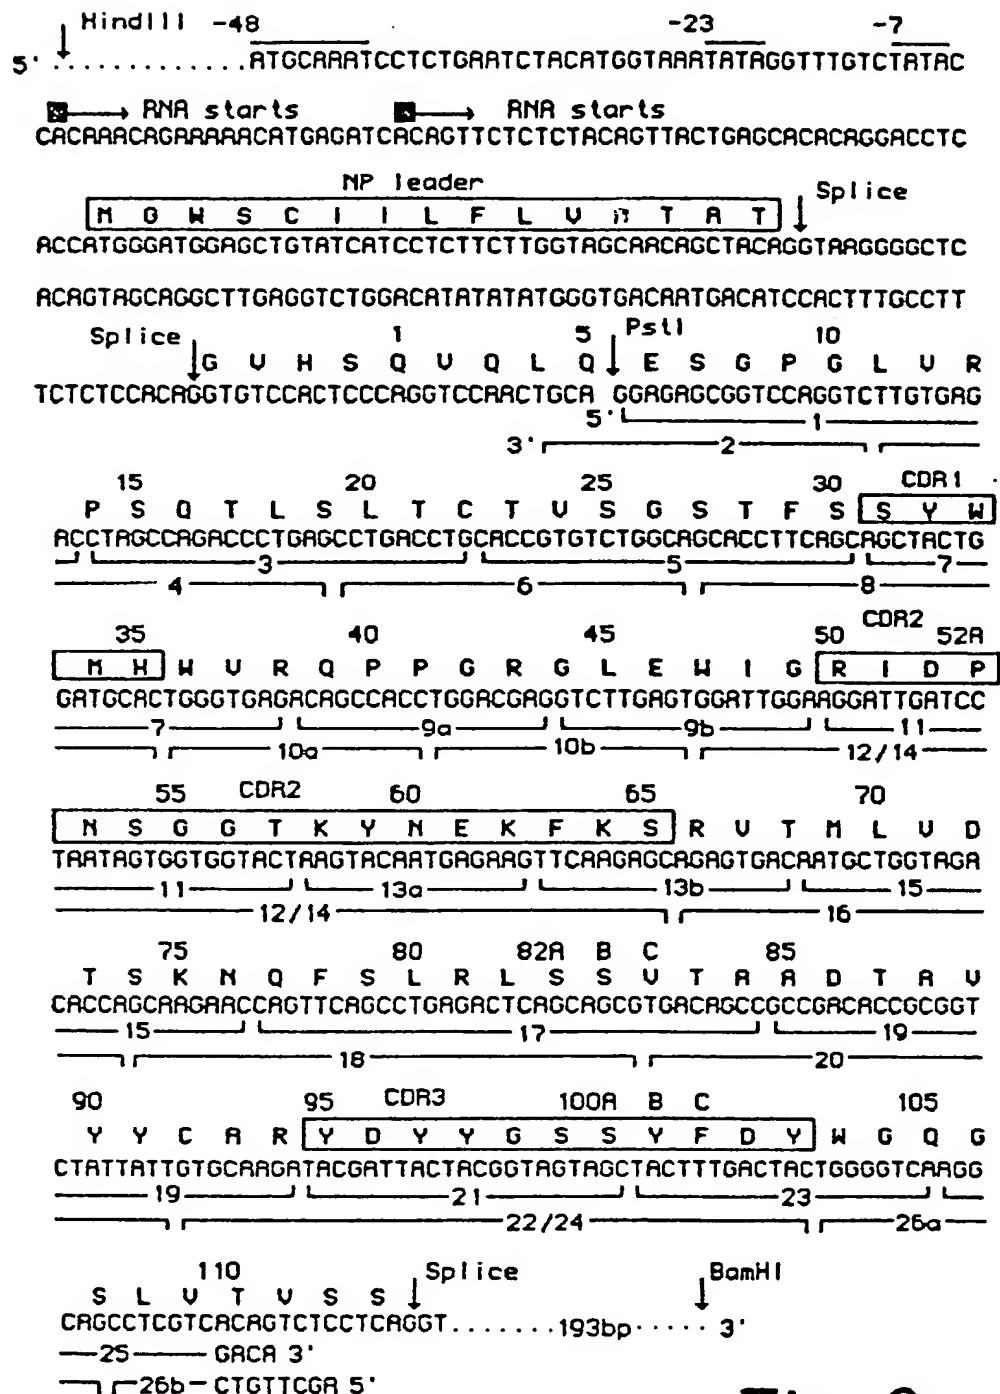 HindIII -48 -23 -7
5' .............ATGCAAATCCTCTGAATCTACATGGTAAATATAGGTTTGTCTATAC
RNA starts RNA starts
CACAAACAGAAAAACATGAGATCACAGTTCTCTCTACAGTTACTGAGCACACAGGACCTC
NP leader Splice
M G W S C I I L F L V A T A T
ACCATGGGATGGAGCTGTATCATCCTCTTCTTGGTAGCAACAGCTACAGGTAAGGGGCTC
ACAGTAGCAGGCTTGAGGTCTGGACATATATATGGGTGACAATGACATCCACTTTGCCTT
Splice 1 5 PstI 10
G V H S Q V Q L Q E S G P G L V R
TCTCTCCACAGGTGTCCACTCCCAGGTCCAACTGCA GGAGAGCGGTCCAGGTCTTGTGAG
5' 1
3' 2
15 20 25 30 CDR1
P S Q T L S L T C T V S G S T F S S Y W
ACCTAGCCAGACCCTGAGCCTGACCTGCACCGTGTCTGGCAGCACCTTCAGCAGCTACTG
3 5 7
4 6 8
35 40 45 50 CDR2 52A
M H W V R Q P P G R G L E W I G R I D P
GATGCACTGGGTGAGACAGCCACCTGGACGAGGTCTTGAGTGGATTGGAAGGATTGATCC
7 9a 9b 11
10a 10b 12/14
55 CDR2 60 65 70
N S G G T K Y N E K F K S R V T M L V D
TAATAGTGGTGGTACTAAGTACAATGAGAAGTTCAAGAGCAGAGTGACAATGCTGGTAGA
11 13a 13b 15
12/14 16
75 80 82A B C 85
T S K N Q F S L R L S S V T A A D T A V
CACCAGCAAGAACCAGTTCAGCCTGAGACTCAGCAGCGTGACAGCCGCCGACACCGCGGT
15 17 19
18 20
90 95 CDR3 100A B C 105
Y Y C A R Y D Y Y G S S Y F D Y W G Q G
CTATTATTGTGCAAGATACGATTACTACGGTAGTAGCTACTTTGACTACTGGGGTCAAGG
19 21 23
22/24 26a
110 Splice BamHI
S L V T V S S
CAGCCTCGTCACAGTCTCCTCAGGT.......193bp..... 3'
25 GACA 3'
26b CTGTTCGA 5'